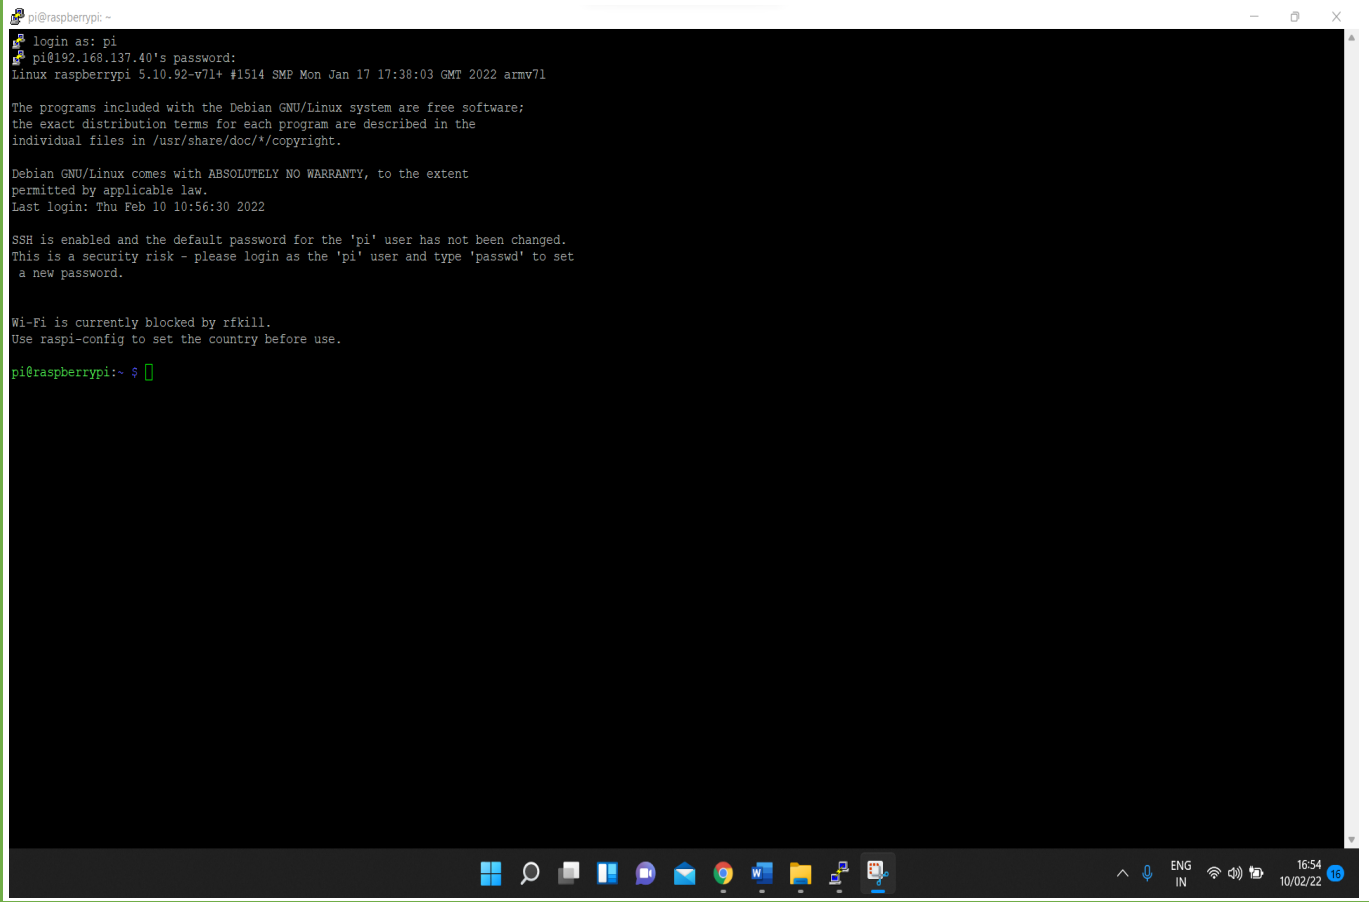 pi@raspberrypi: ~
login as: pi
pi@192.168.137.40's password:
Linux raspberrypi 5.10.92-v7l+ #1514 SMP Mon Jan 17 17:38:03 GMT 2022 armv7l
The programs included with the Debian GNU/Linux system are free software;
the exact distribution terms for each program are described in the
individual files in /usr/share/doc/*/copyright.
Debian GNU/Linux comes with ABSOLUTELY NO WARRANTY, to the extent
permitted by applicable law.
Last login: Thu Feb 10 10:56:30 2022
SSH is enabled and the default password for the 'pi' user has not been changed.
This is a security risk - please login as the 'pi' user and type 'passwd' to set
 a new password.
Wi-Fi is currently blocked by rfkill.
Use raspi-config to set the country before use.
pi@raspberrypi:~ $
W
ENG
IN
16:54
10/02/22
16